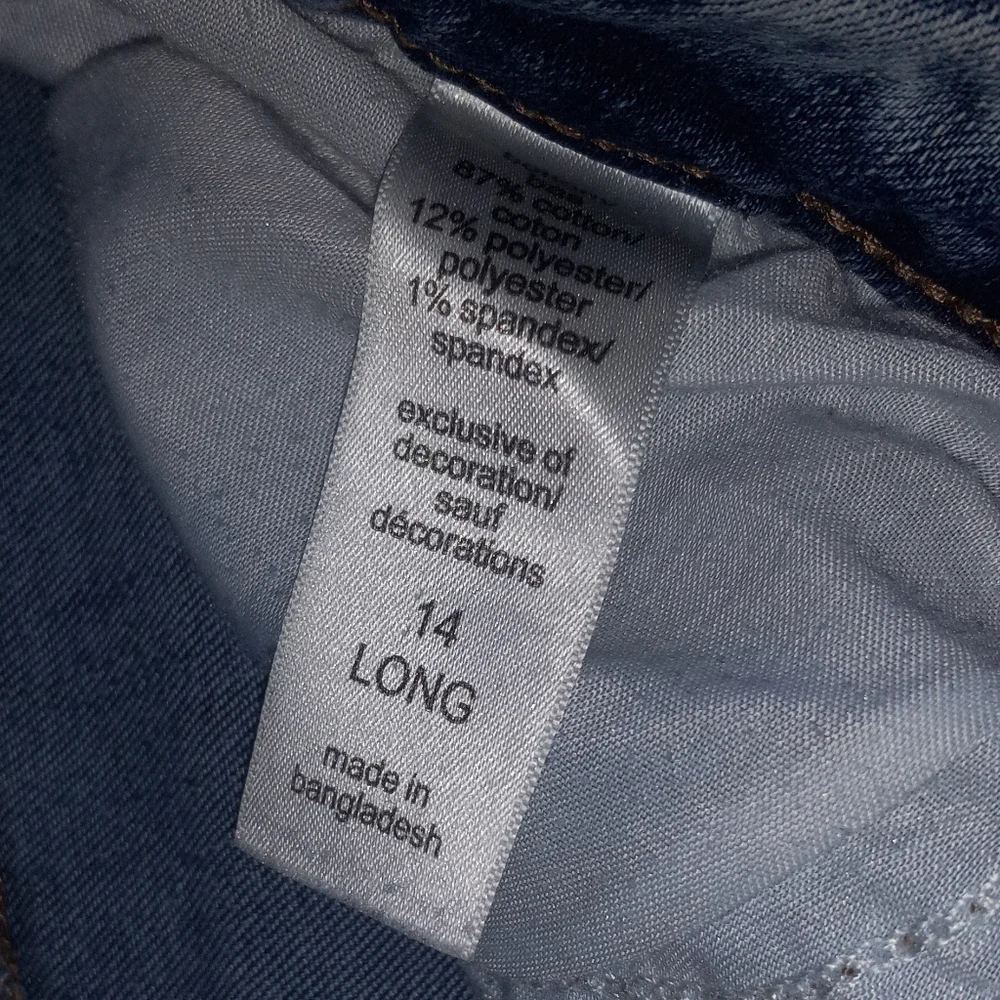 87% cotton/
coton
12% polyester/
polyester
1% spandex/
spandex
exclusive of
decoration/
sauf
décorations
14
LONG
made in
bangladesh